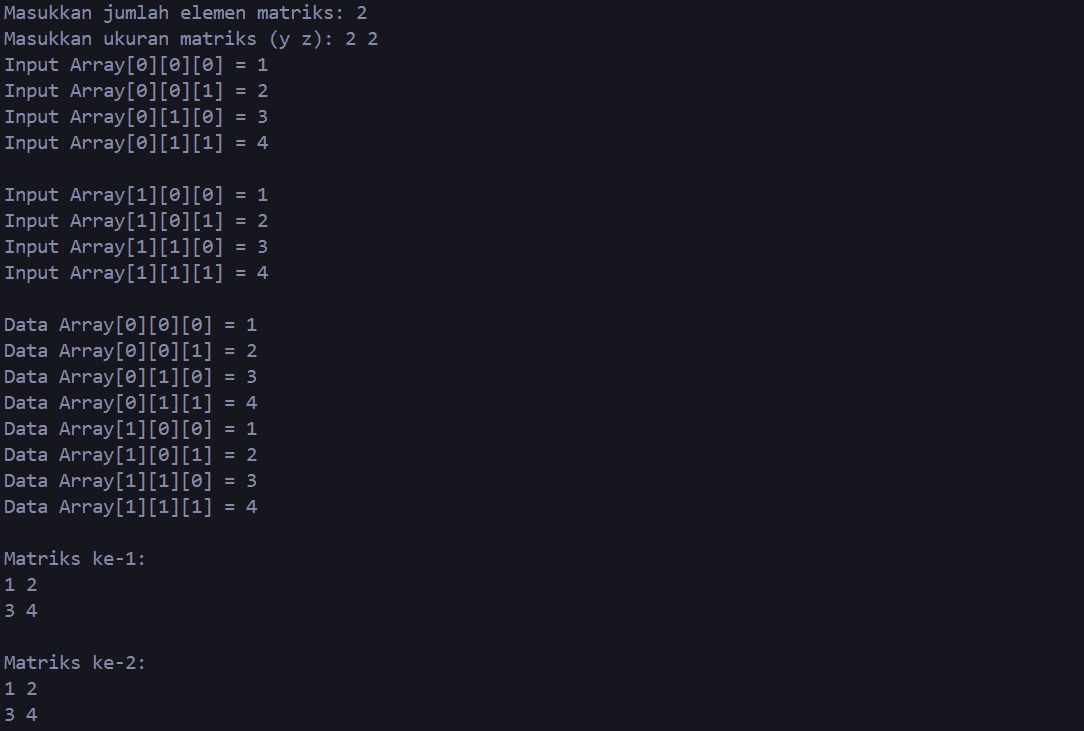 Masukkan jumlah elemen matriks: 2
Masukkan ukuran matriks (y z): 2 2
Input Array[0][0][0] = 1
Input Array[0][0][1] = 2
Input Array[0][1][0] = 3
Input Array[0][1][1] = 4
Input Array[1][0][0] = 1
Input Array[1][0][1] = 2
Input Array[1][1][0] = 3
Input Array[1][1][1] = 4
Data Array[0][0][0] = 1
Data Array[0][0][1] = 2
Data Array[0][1][0] = 3
Data Array[0][1][1] = 4
Data Array[1][0][0] = 1
Data Array[1][0][1] = 2
Data Array[1][1][0] = 3
Data Array[1][1][1] = 4
Matriks ke-1:
1 2
3 4
Matriks ke-2:
1 2
3 4